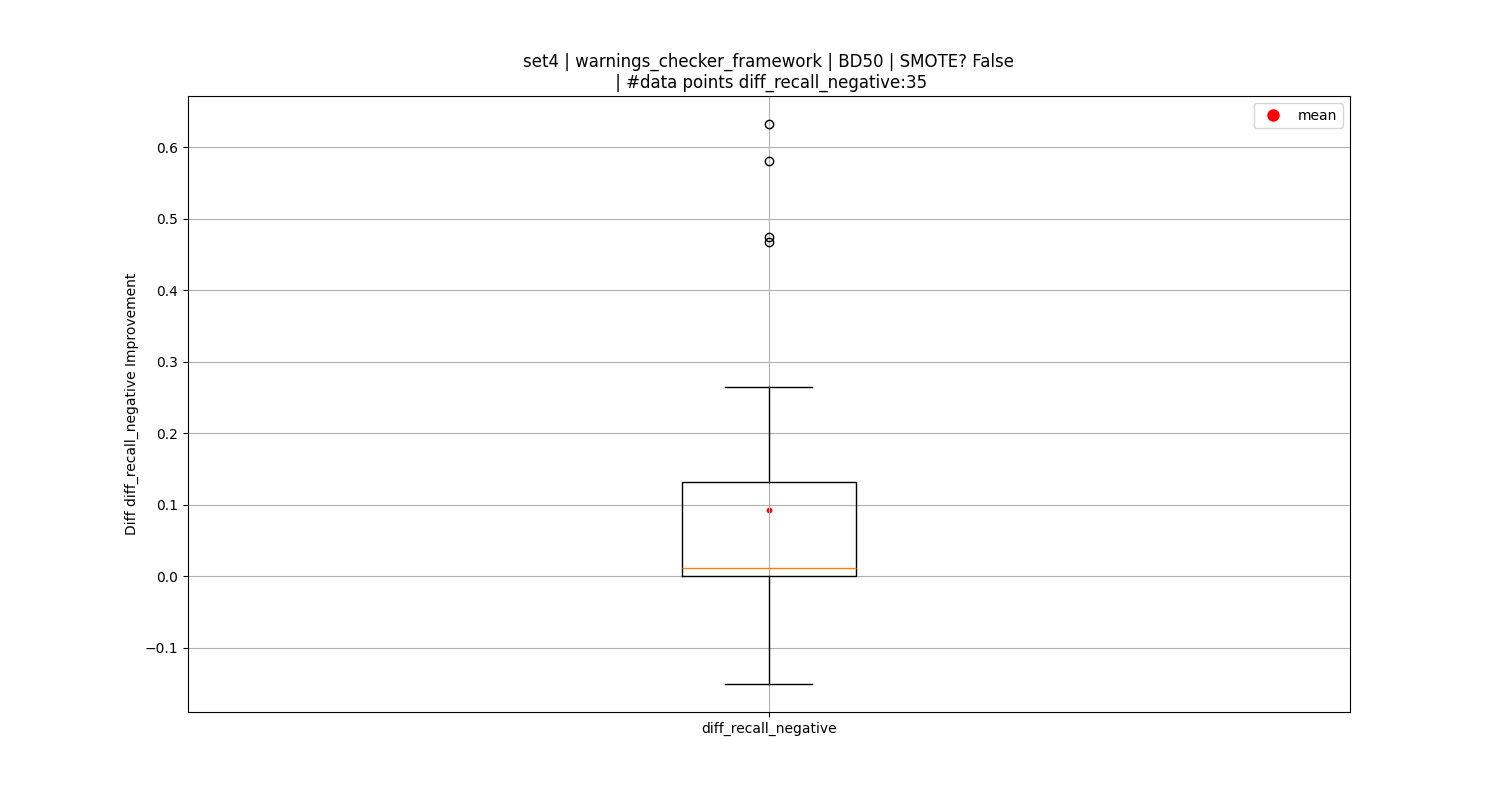 set4 | warnings_checker_framework | BD50 | SMOTE? False
| #data points diff_recall_negative:35
mean
0.6
0.5
0.4
0.3
0.2
0.1
0.0
−0.1
Diff diff_recall_negative Improvement
diff_recall_negative